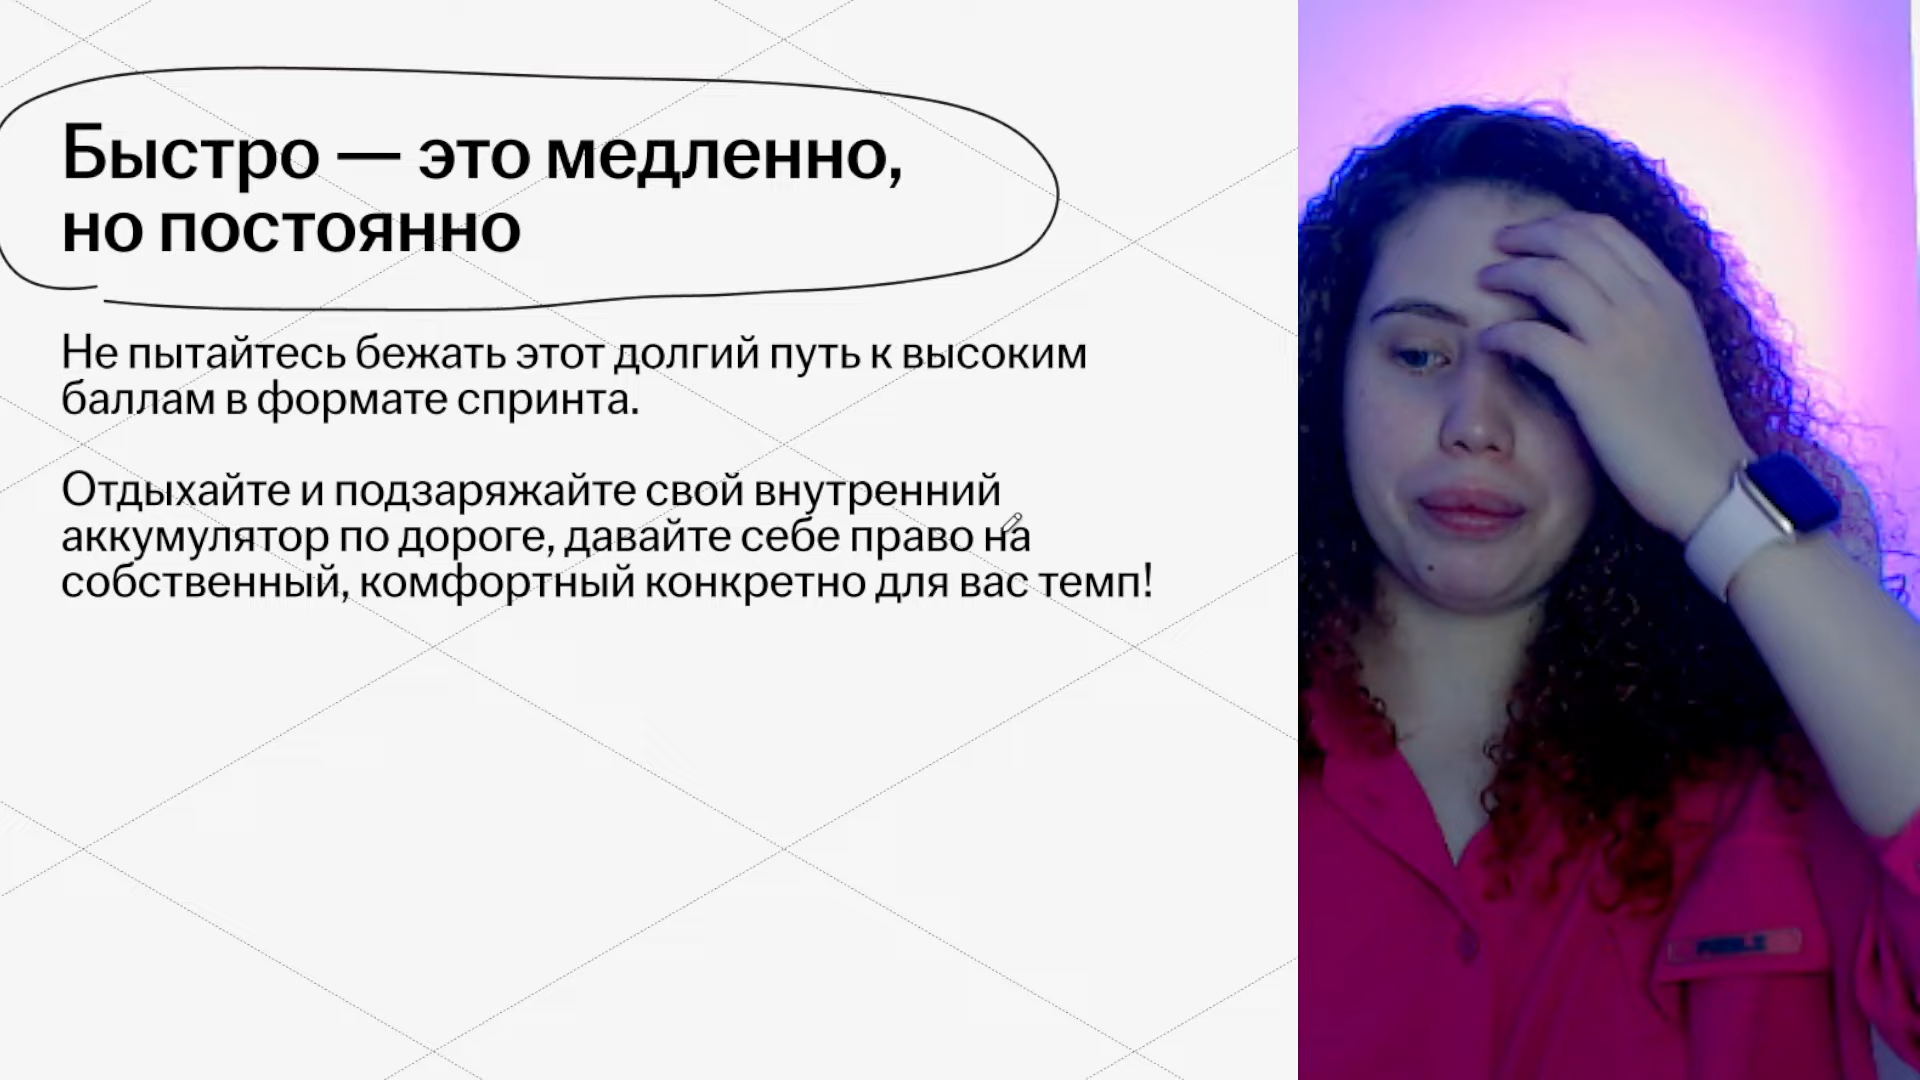 Быстро — это медленно,
но постоянно
Не пытайтесь бежать этот долгий путь к высоким
баллам в формате спринта.
Отдыхайте и подзаряжайте свой внутренний
аккумулятор по дороге, давайте себе право на
собственный, комфортный конкретно для вас темп!